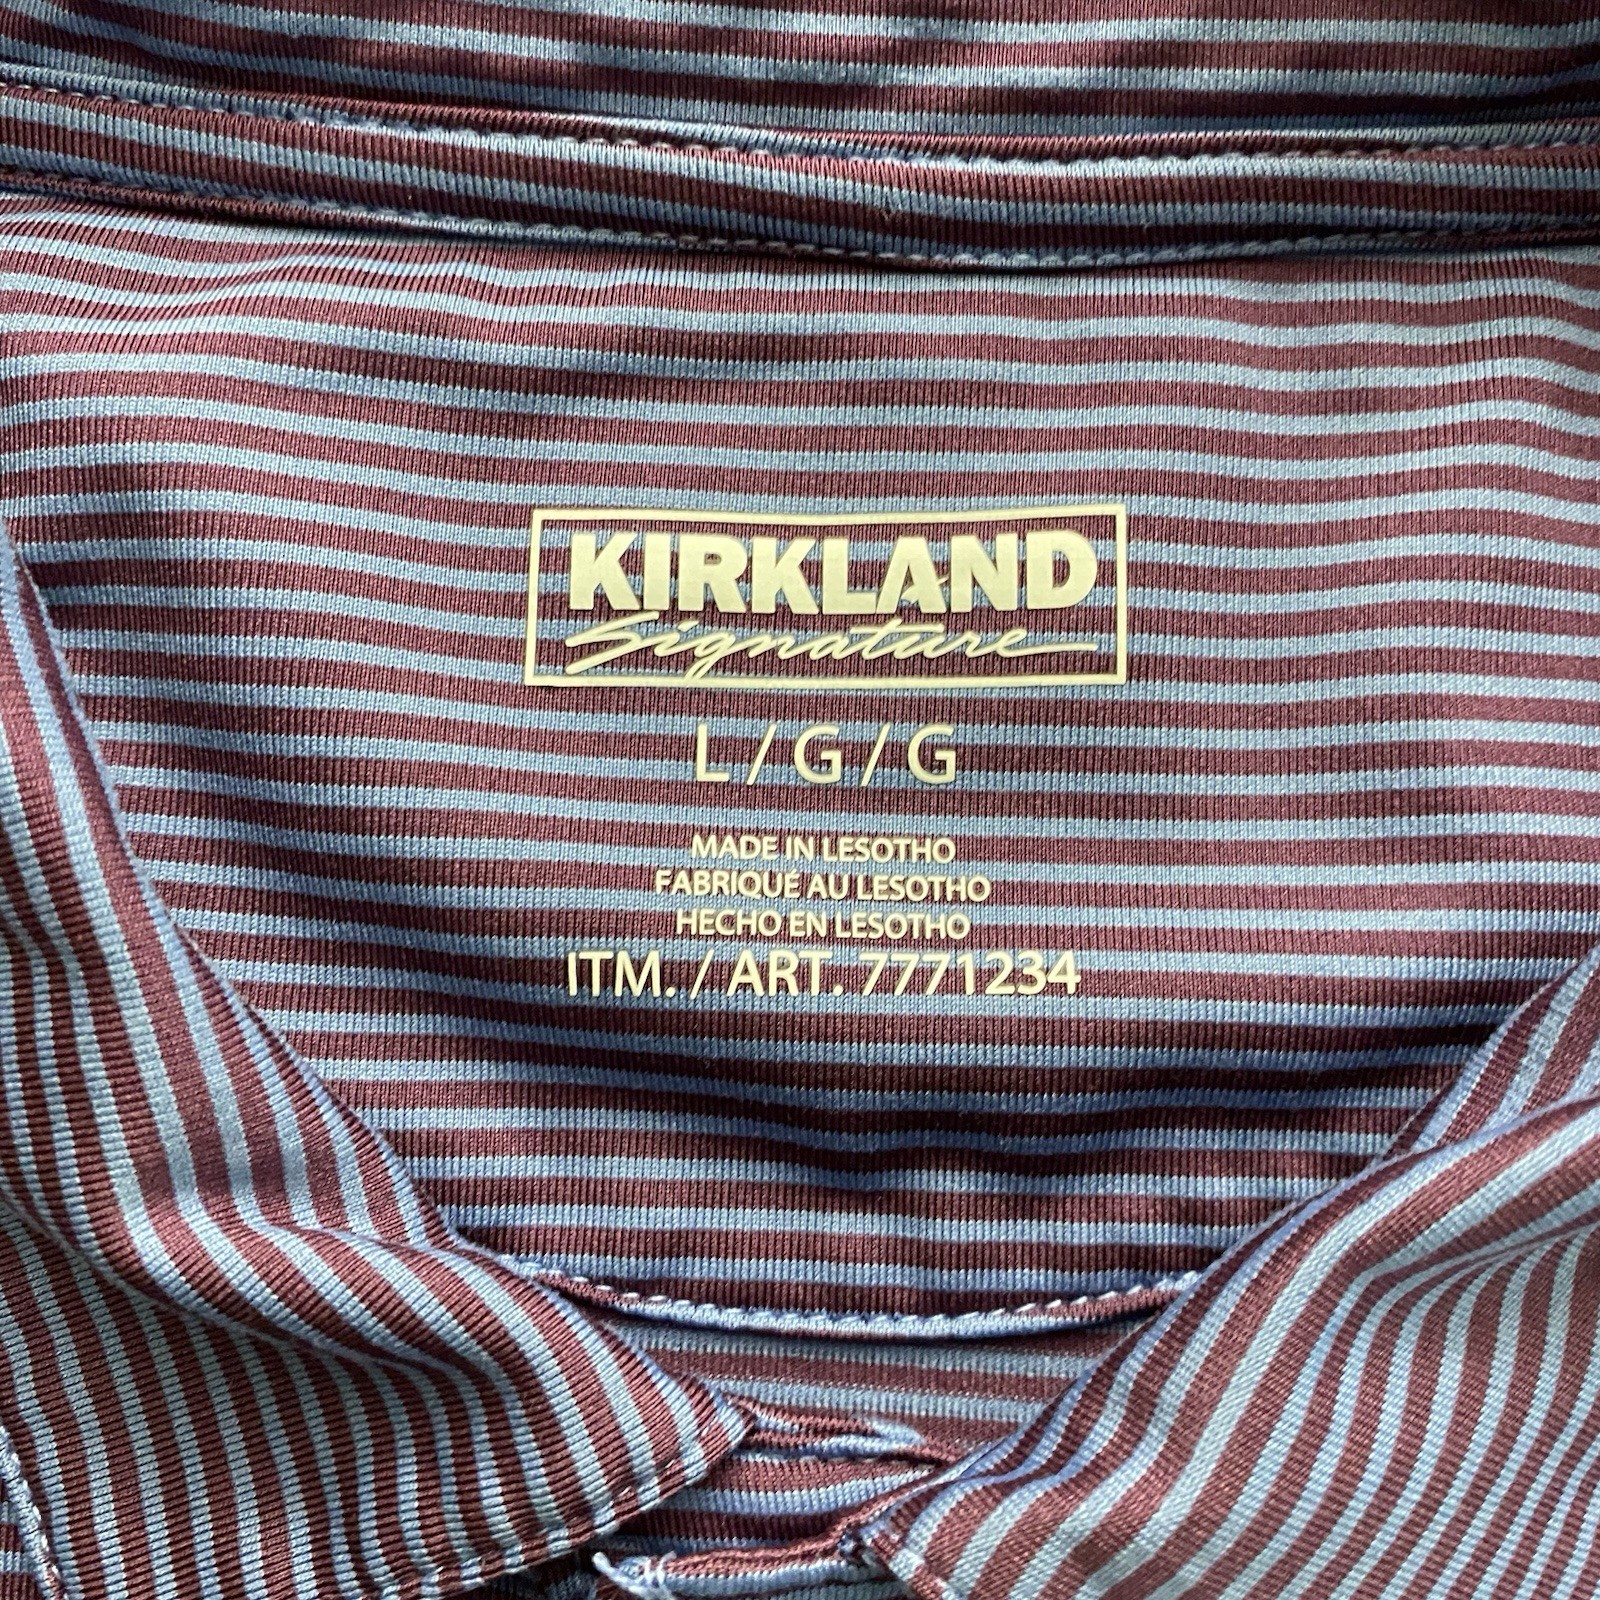 KIRKLAND
Signature
L / G / G
MADE IN LESOTHO
FABRIQUÉ AU LESOTHO
HECHO EN LESOTHO
ITM. / ART. 7771234